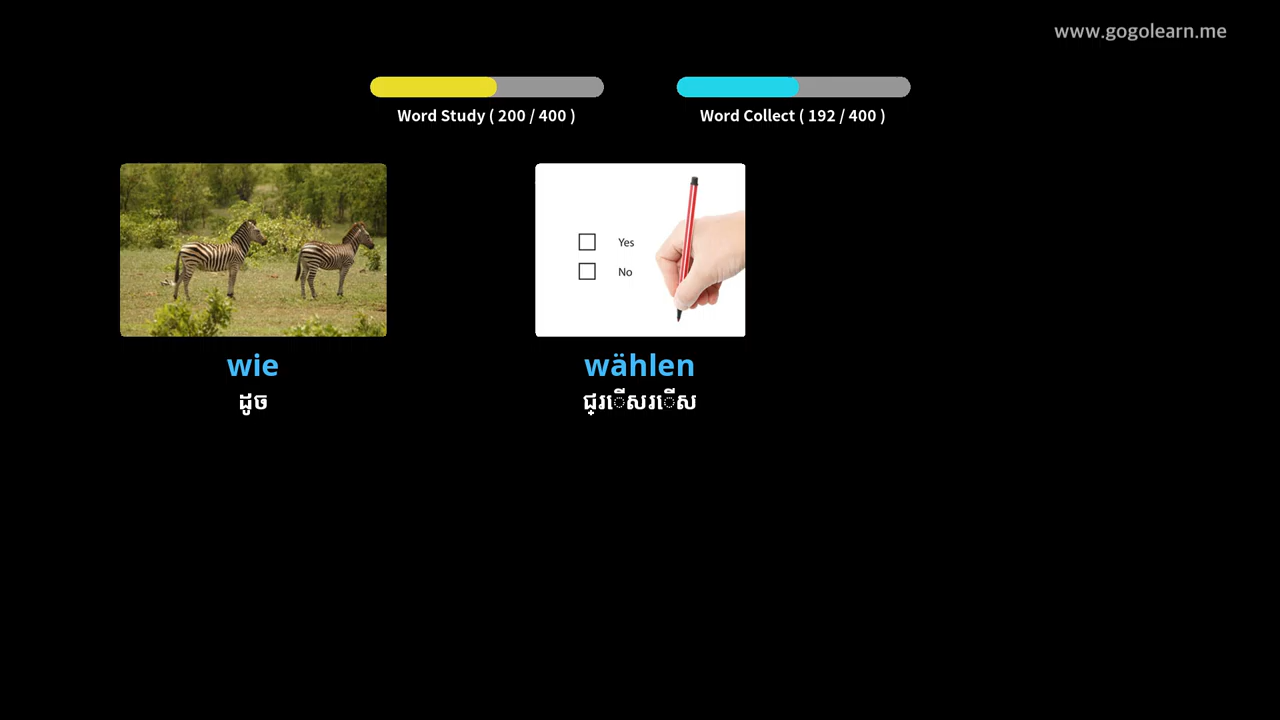 www.gogolearn.me
Word Study ( 200 / 400 )
Word Collect ( 192 / 400 )
Yes
No
wie
wählen
ដូច
ជ្រើសរើស